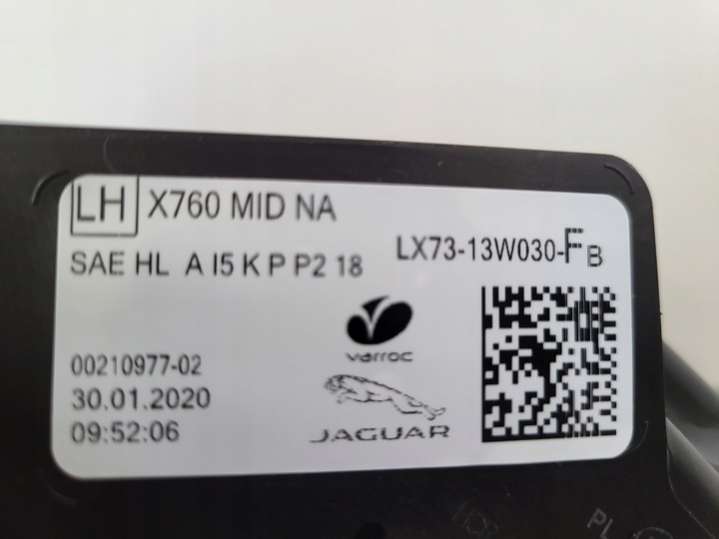 LH X760 MID NA
SAE HL A I5 K P P2 18
LX73-13W030-FB
varroc
00210977-02
30.01.2020
09:52:06
JAGUAR
PL